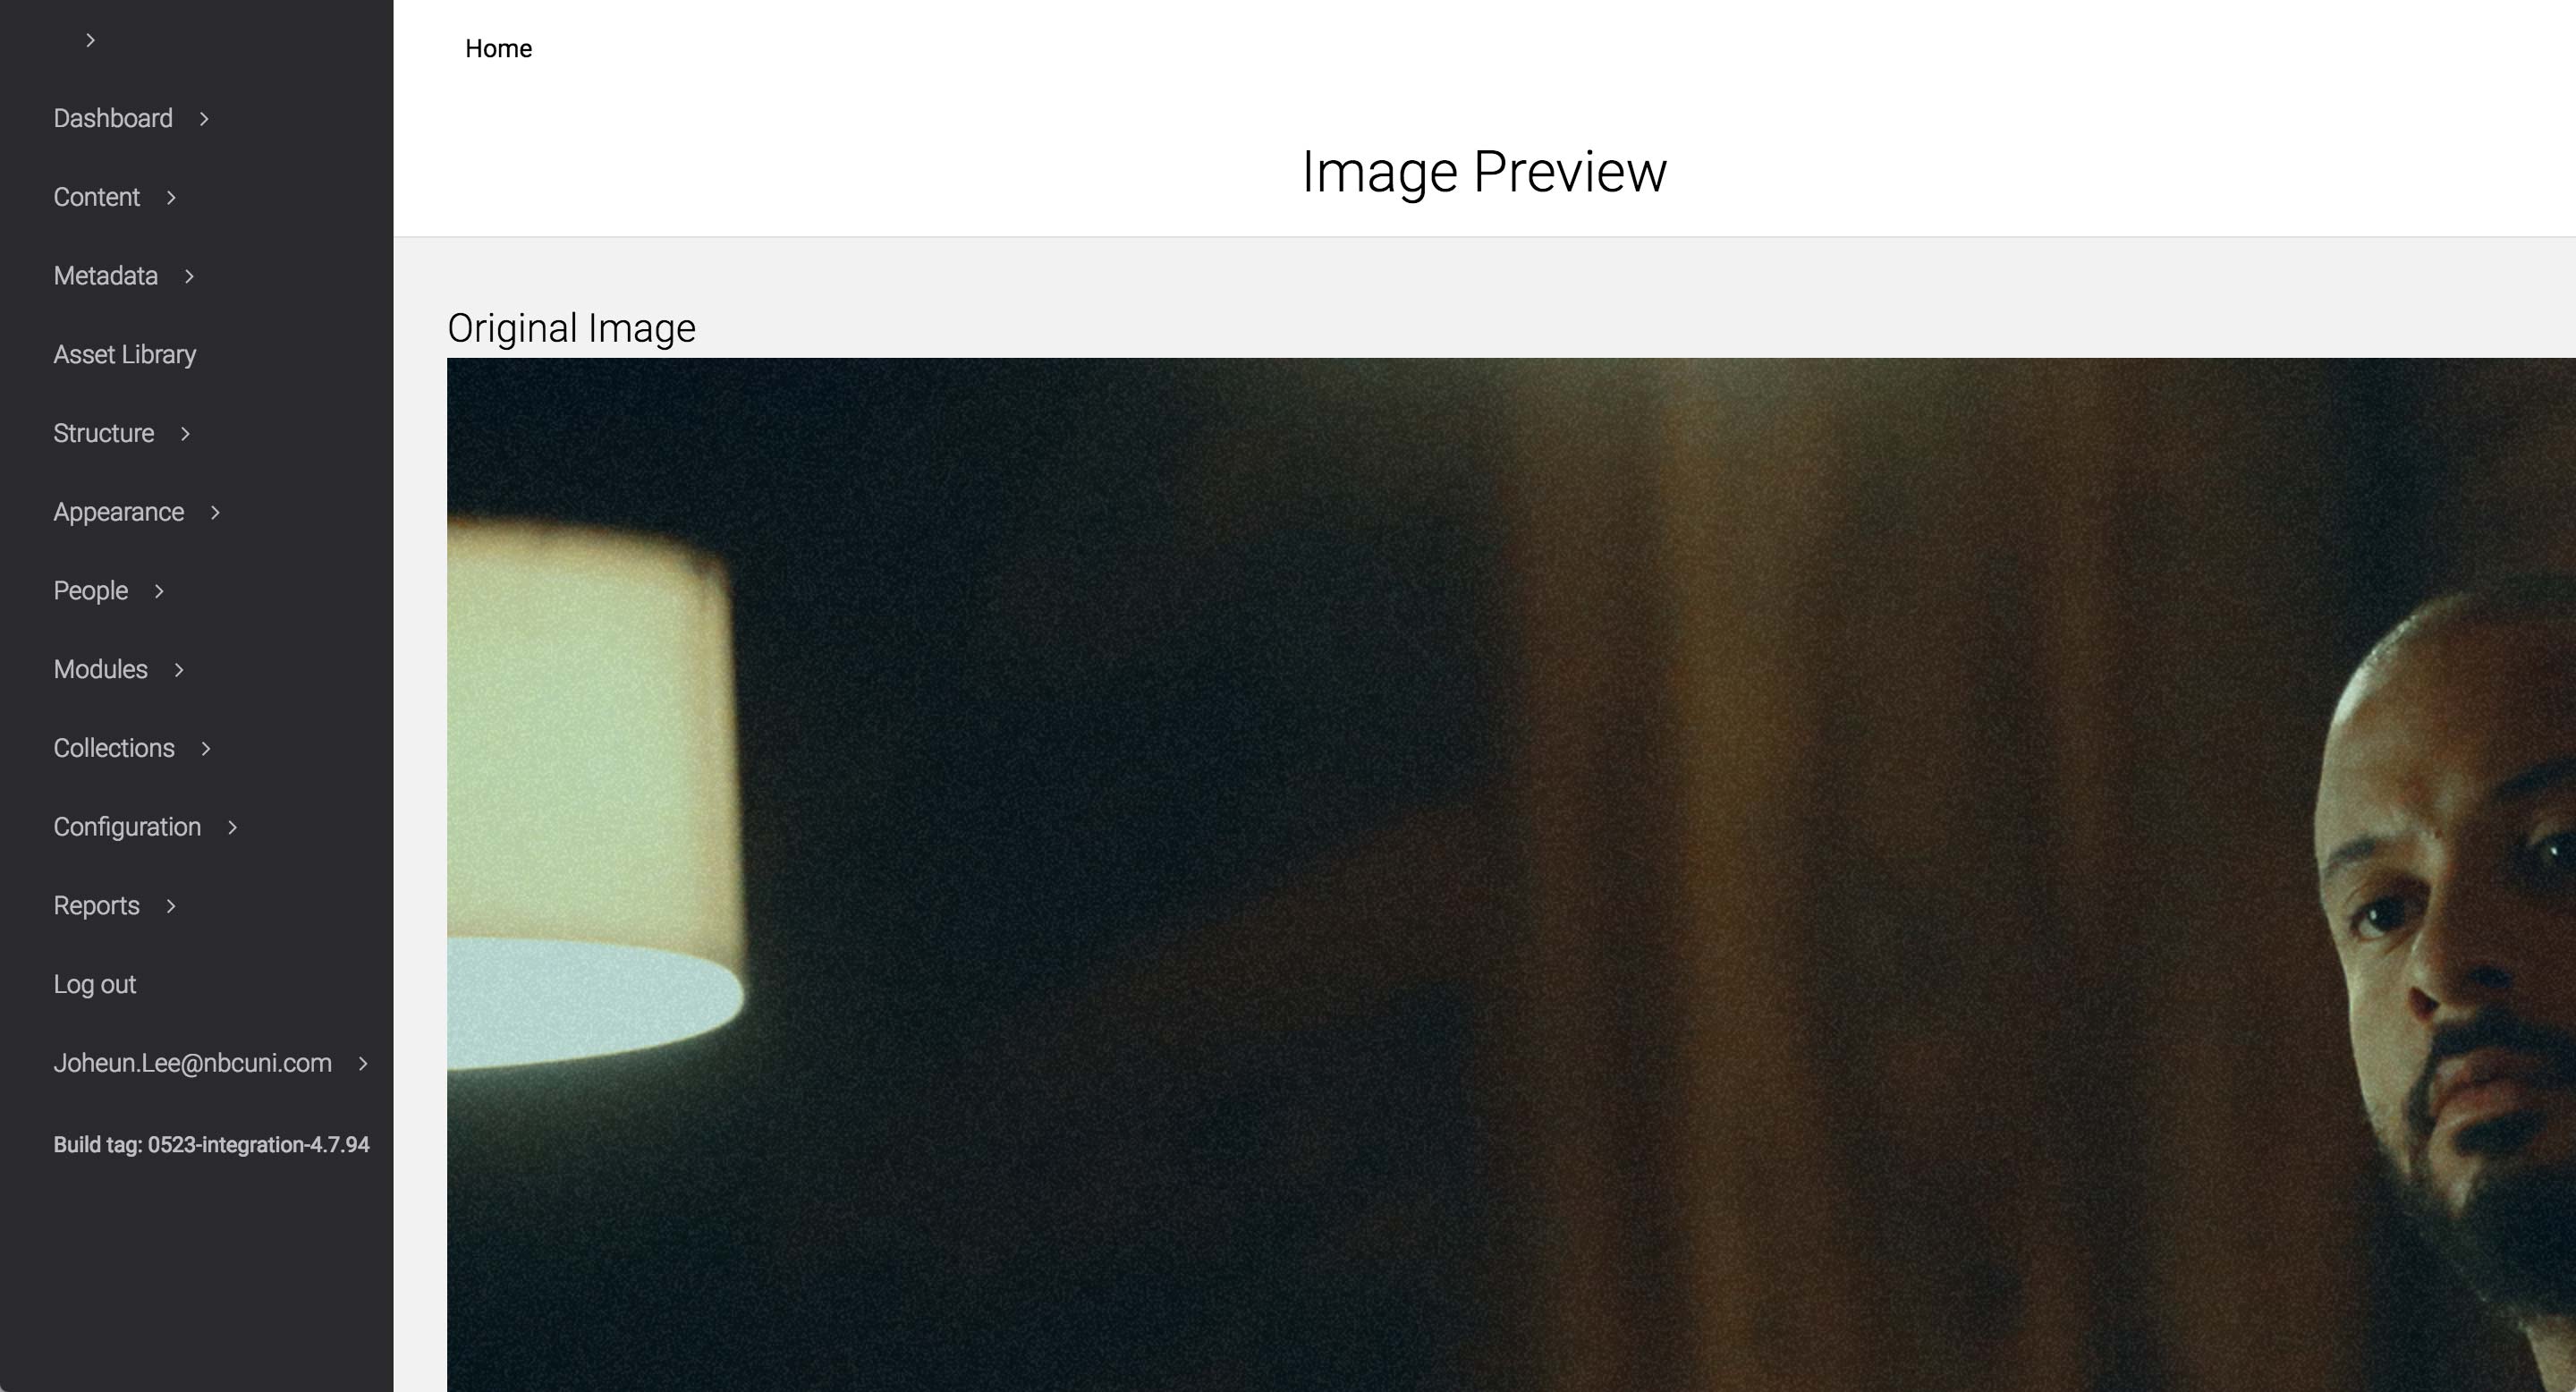 Dashboard
Content
Metadata
Asset Library
Structure
Appearance
People
Modules
Collections
Configuration
Reports
Log out
Joheun.Lee@nbcuni.com
Build tag: 0523-integration-4.7.94
Home
Image Preview
Original Image